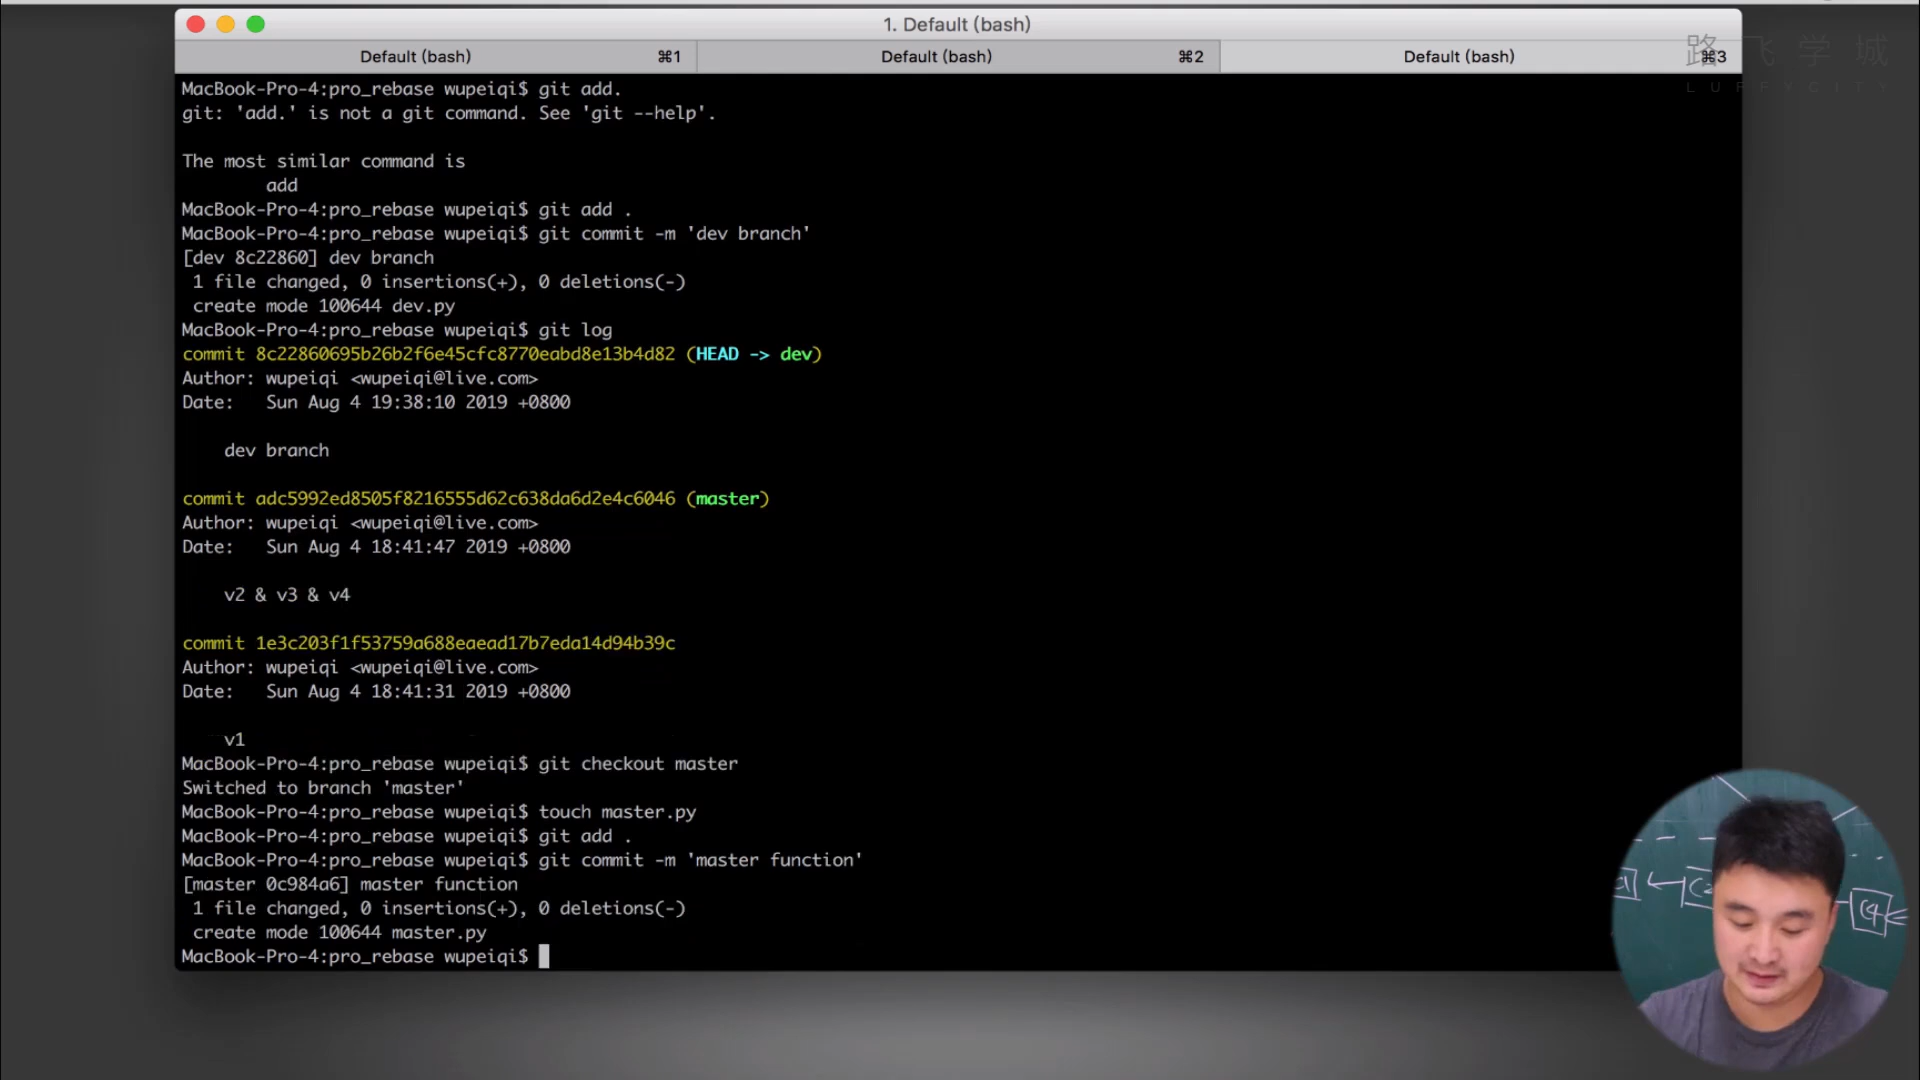 1. Default (bash)
Default (bash) ⌘1 Default (bash) ⌘2 Default (bash) ⌘3
路飞学城
LUFFYCITY
MacBook-Pro-4:pro_rebase wupeiqi$ git add.
git: 'add.' is not a git command. See 'git --help'.
The most similar command is
add
MacBook-Pro-4:pro_rebase wupeiqi$ git add .
MacBook-Pro-4:pro_rebase wupeiqi$ git commit -m 'dev branch'
[dev 8c22860] dev branch
1 file changed, 0 insertions(+), 0 deletions(-)
create mode 100644 dev.py
MacBook-Pro-4:pro_rebase wupeiqi$ git log
commit 8c22860695b26b2f6e45cfc8770eabd8e13b4d82 (HEAD -> dev)
Author: wupeiqi <wupeiqi@live.com>
Date: Sun Aug 4 19:38:10 2019 +0800
dev branch
commit adc5992ed8505f8216555d62c638da6d2e4c6046 (master)
Author: wupeiqi <wupeiqi@live.com>
Date: Sun Aug 4 18:41:47 2019 +0800
v2 & v3 & v4
commit 1e3c203f1f53759a688eaead17b7eda14d94b39c
Author: wupeiqi <wupeiqi@live.com>
Date: Sun Aug 4 18:41:31 2019 +0800
v1
MacBook-Pro-4:pro_rebase wupeiqi$ git checkout master
Switched to branch 'master'
MacBook-Pro-4:pro_rebase wupeiqi$ touch master.py
MacBook-Pro-4:pro_rebase wupeiqi$ git add .
MacBook-Pro-4:pro_rebase wupeiqi$ git commit -m 'master function'
[master 0c984a6] master function
1 file changed, 0 insertions(+), 0 deletions(-)
create mode 100644 master.py
MacBook-Pro-4:pro_rebase wupeiqi$
C4